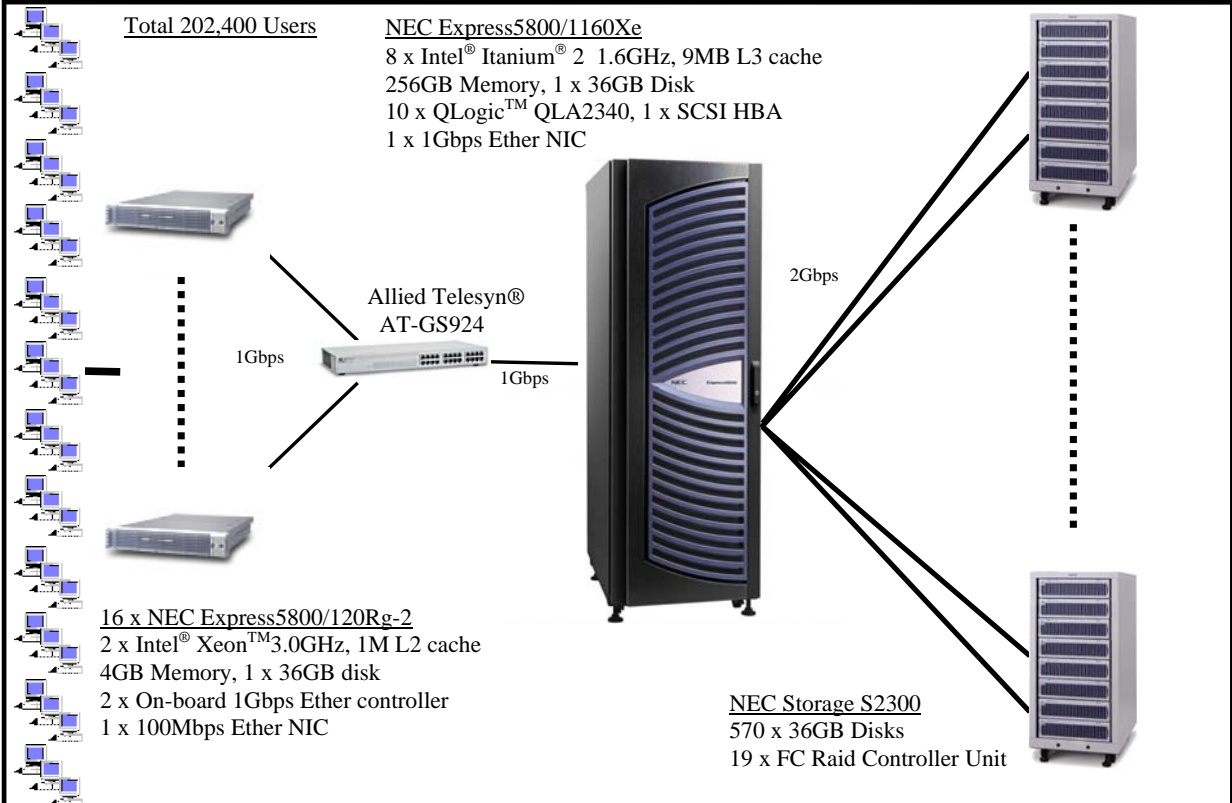 Total 202,400 Users
NEC Express5800/1160Xe
8 x Intel® Itanium® 2 1.6GHz, 9MB L3 cache
256GB Memory, 1 x 36GB Disk
10 x QLogic™ QLA2340, 1 x SCSI HBA
1 x 1Gbps Ether NIC
2Gbps
Allied Telesyn®
AT-GS924
1Gbps
1Gbps
NEC
16 x NEC Express5800/120Rg-2
2 x Intel® Xeon™3.0GHz, 1M L2 cache
4GB Memory, 1 x 36GB disk
2 x On-board 1Gbps Ether controller
1 x 100Mbps Ether NIC
NEC Storage S2300
570 x 36GB Disks
19 x FC Raid Controller Unit